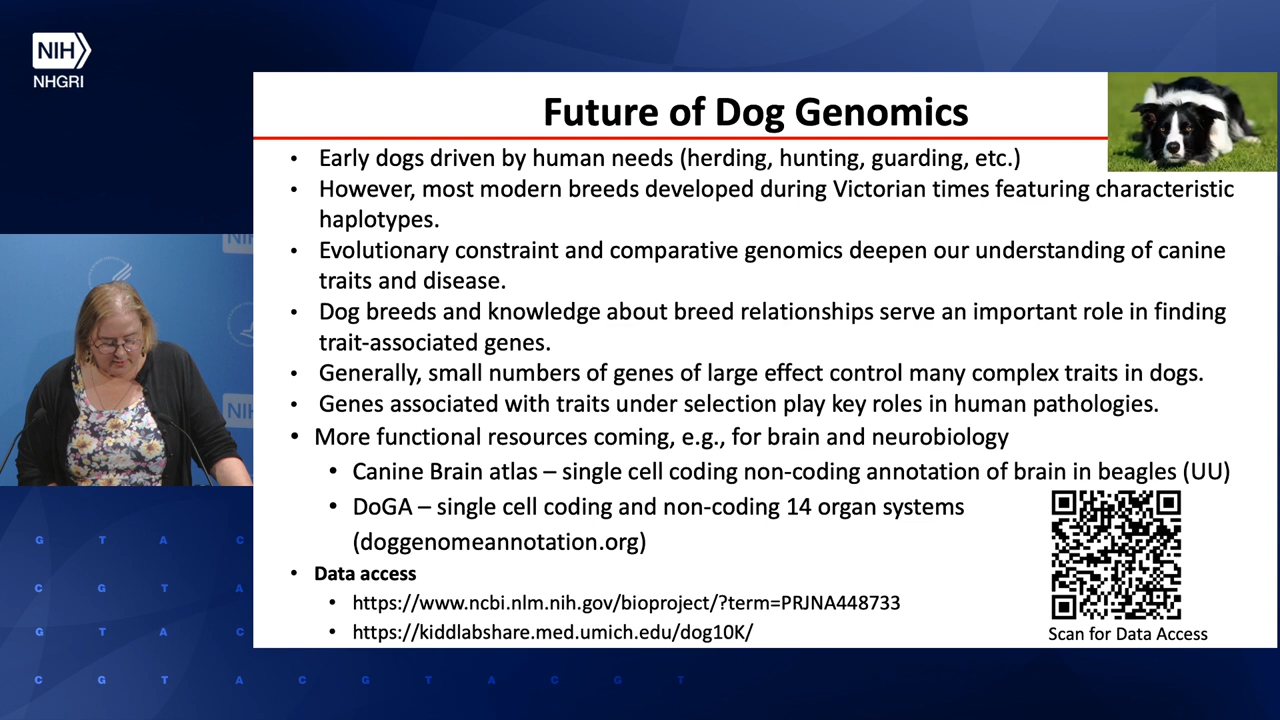 NIH
NHGRI
Future of Dog Genomics
• Early dogs driven by human needs (herding, hunting, guarding, etc.)
• However, most modern breeds developed during Victorian times featuring characteristic
haplotypes.
• Evolutionary constraint and comparative genomics deepen our understanding of canine
traits and disease.
• Dog breeds and knowledge about breed relationships serve an important role in finding
trait-associated genes.
• Generally, small numbers of genes of large effect control many complex traits in dogs.
• Genes associated with traits under selection play key roles in human pathologies.
• More functional resources coming, e.g., for brain and neurobiology
• Canine Brain atlas – single cell coding non-coding annotation of brain in beagles (UU)
• DoGA – single cell coding and non-coding 14 organ systems
(doggenomeannotation.org)
• Data access
• https://www.ncbi.nlm.nih.gov/bioproject/?term=PRJNA448733
• https://kiddlabshare.med.umich.edu/dog10K/
Scan for Data Access
NIH
NIH
G T A C
C G T A
G T A C
C G T A C G T A C G T